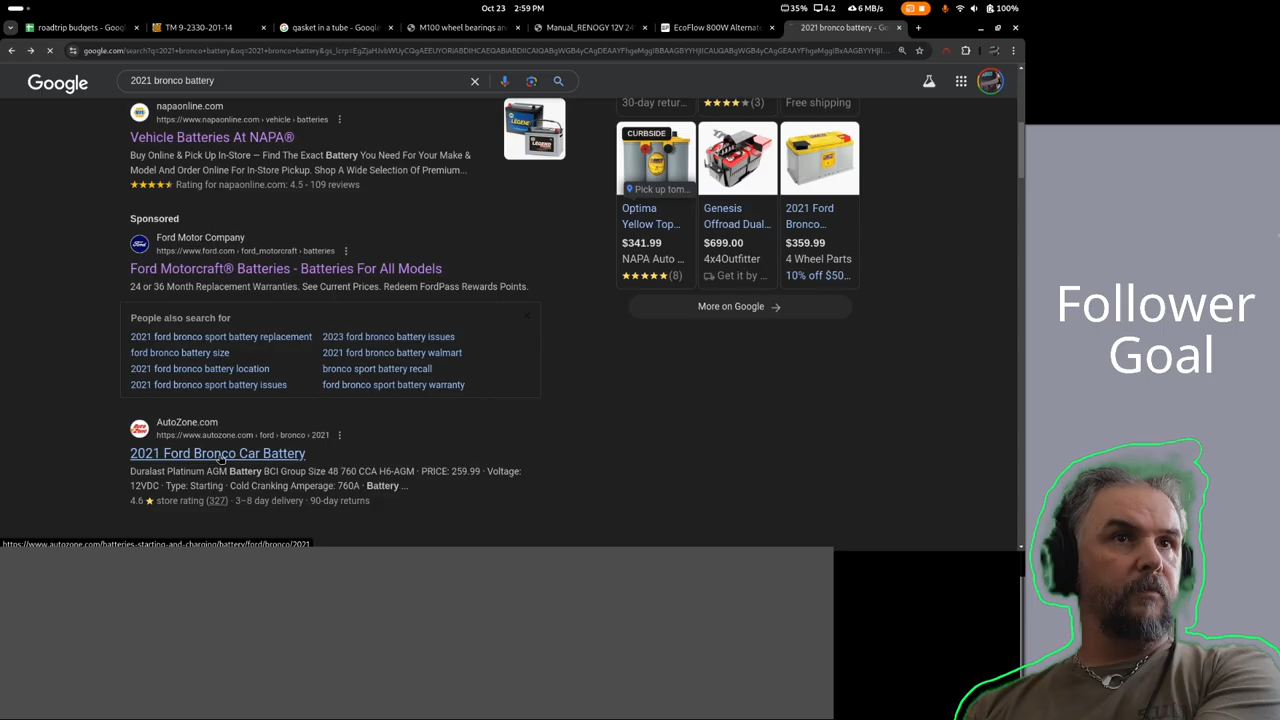 Oct 23 2:59 PM
35% 4.2 6 MB/s 100%
roadtrip budgets - Goog
TM 9-2330-201-14
gasket in a tube - Google
M100 wheel bearings an
Manual_RENOGY 12V 24
EcoFlow 800W Alternato
2021 bronco battery - Go
Google
2021 bronco battery
napaonline.com
https://www.napaonline.com › vehicle › batteries
Vehicle Batteries At NAPA®
Buy Online & Pick Up In-Store — Find The Exact Battery You Need For Your Make &
Model And Order Online For In-Store Pickup. Shop A Wide Selection Of Premium...
Rating for napaonline.com: 4.5 - 109 reviews
Sponsored
Ford Motor Company
https://www.ford.com › ford_motorcraft › batteries
Ford Motorcraft® Batteries - Batteries For All Models
24 or 36 Month Replacement Warranties. See Current Prices. Redeem FordPass Rewards Points.
People also search for
2021 ford bronco sport battery replacement
2023 ford bronco battery issues
ford bronco battery size
2021 ford bronco battery walmart
2021 ford bronco battery location
bronco sport battery recall
2021 ford bronco sport battery issues
ford bronco sport battery warranty
AutoZone.com
https://www.autozone.com › ford › bronco › 2021
2021 Ford Bronco Car Battery
Duralast Platinum AGM Battery BCI Group Size 48 760 CCA H6-AGM · PRICE: 259.99 · Voltage:
12VDC · Type: Starting · Cold Cranking Amperage: 760A · Battery ...
4.6 store rating (327) · 3–8 day delivery · 90-day returns
https://www.autozone.com/batteries-starting-and-charging/battery/ford/bronco/2021
30-day retur...
(3)
Free shipping
CURBSIDE
Pick up tom...
Optima
Yellow Top...
$341.99
NAPA Auto ...
(8)
Genesis
Offroad Dual...
$699.00
4x4Outfitter
Get it by ...
2021 Ford
Bronco...
$359.99
4 Wheel Parts
10% off $50...
More on Google
Follower
Goal